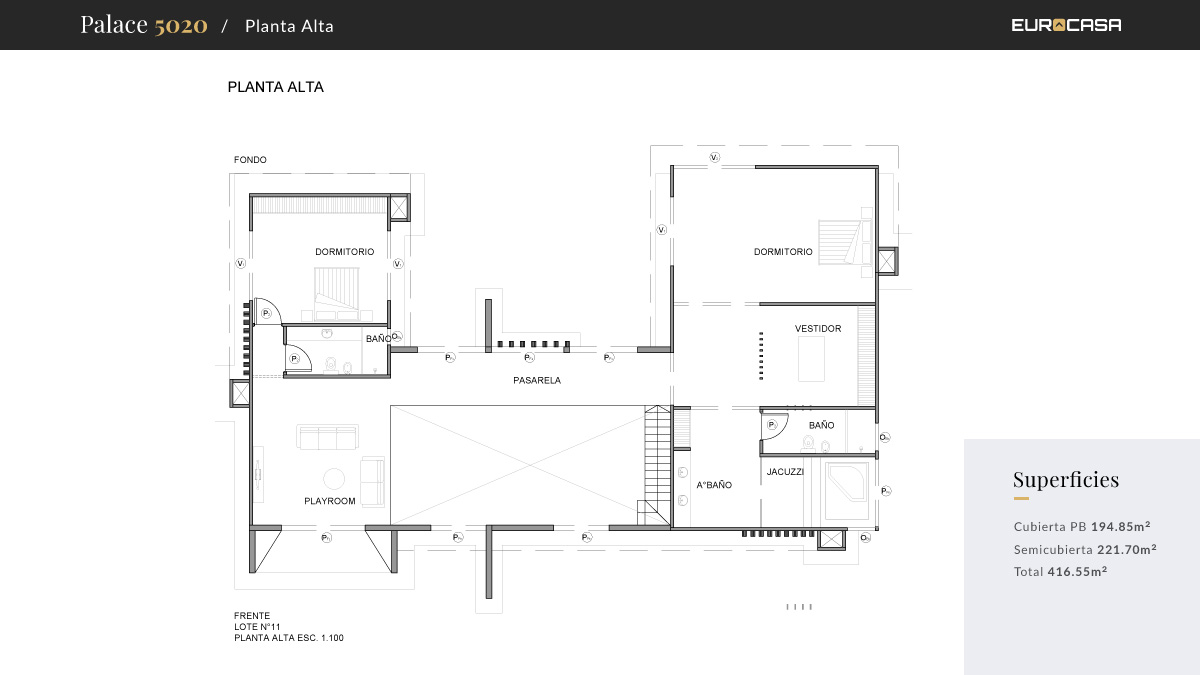 Palace 5020 / Planta Alta
EUROCASA
PLANTA ALTA
FONDO
DORMITORIO
DORMITORIO
VESTIDOR
BAÑO
PASARELA
BAÑO
JACUZZI
A°BAÑO
PLAYROOM
Superficies
Cubierta PB 194.85m²
Semicubierta 221.70m²
Total 416.55m²
FRENTE
LOTE N°11
PLANTA ALTA ESC. 1.100